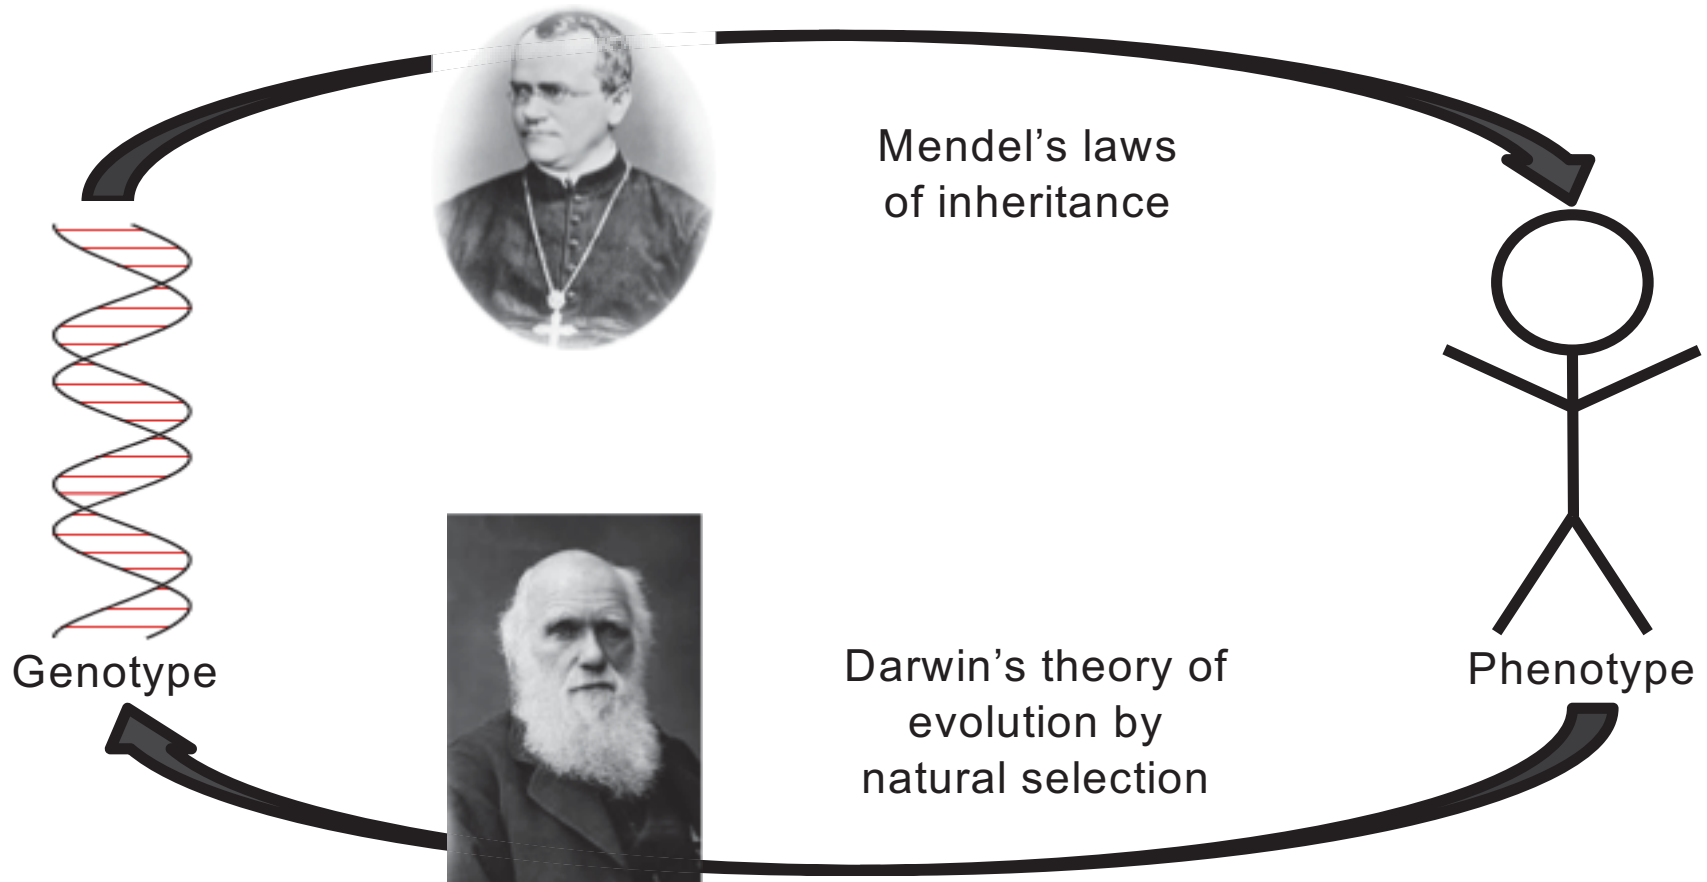 Mendel’s laws
of inheritance
Genotype
Darwin’s theory of
evolution by
natural selection
Phenotype